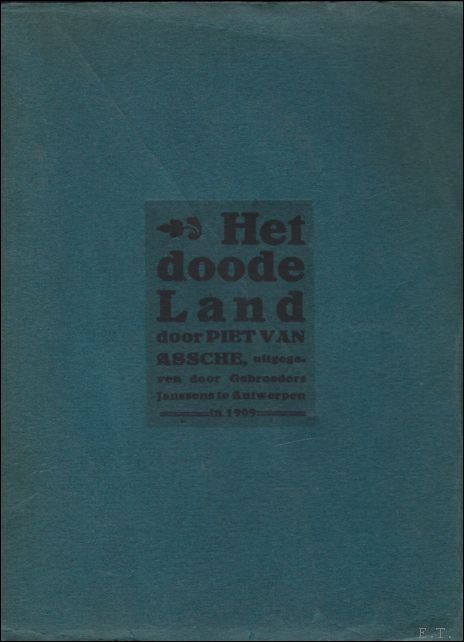 Het
doode
Land
door PIET VAN
ASSCHE, uitgege-
ven door Gebroeders
Janssens te Antwerpen
in 1909
E.T.